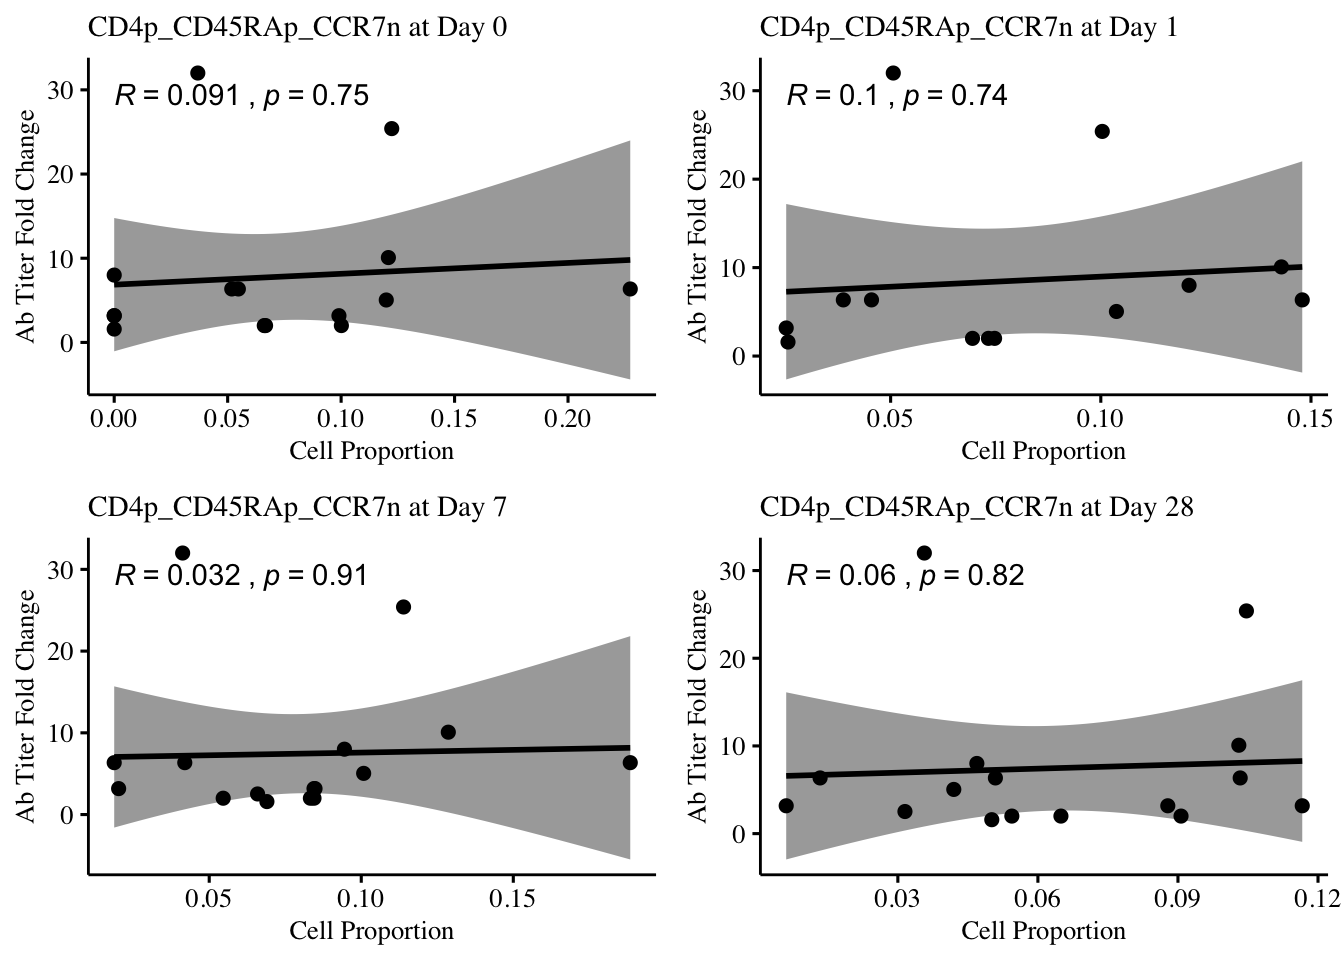 CD4p_CD45RAp_CCR7n at Day 0
R = 0.091 , p = 0.75
Ab Titer Fold Change
30
20
10
0
0.00 0.05 0.10 0.15 0.20
Cell Proportion
CD4p_CD45RAp_CCR7n at Day 1
R = 0.1 , p = 0.74
Ab Titer Fold Change
30
20
10
0
0.05 0.10 0.15
Cell Proportion
CD4p_CD45RAp_CCR7n at Day 7
R = 0.032 , p = 0.91
Ab Titer Fold Change
30
20
10
0
0.05 0.10 0.15
Cell Proportion
CD4p_CD45RAp_CCR7n at Day 28
R = 0.06 , p = 0.82
Ab Titer Fold Change
30
20
10
0
0.03 0.06 0.09 0.12
Cell Proportion